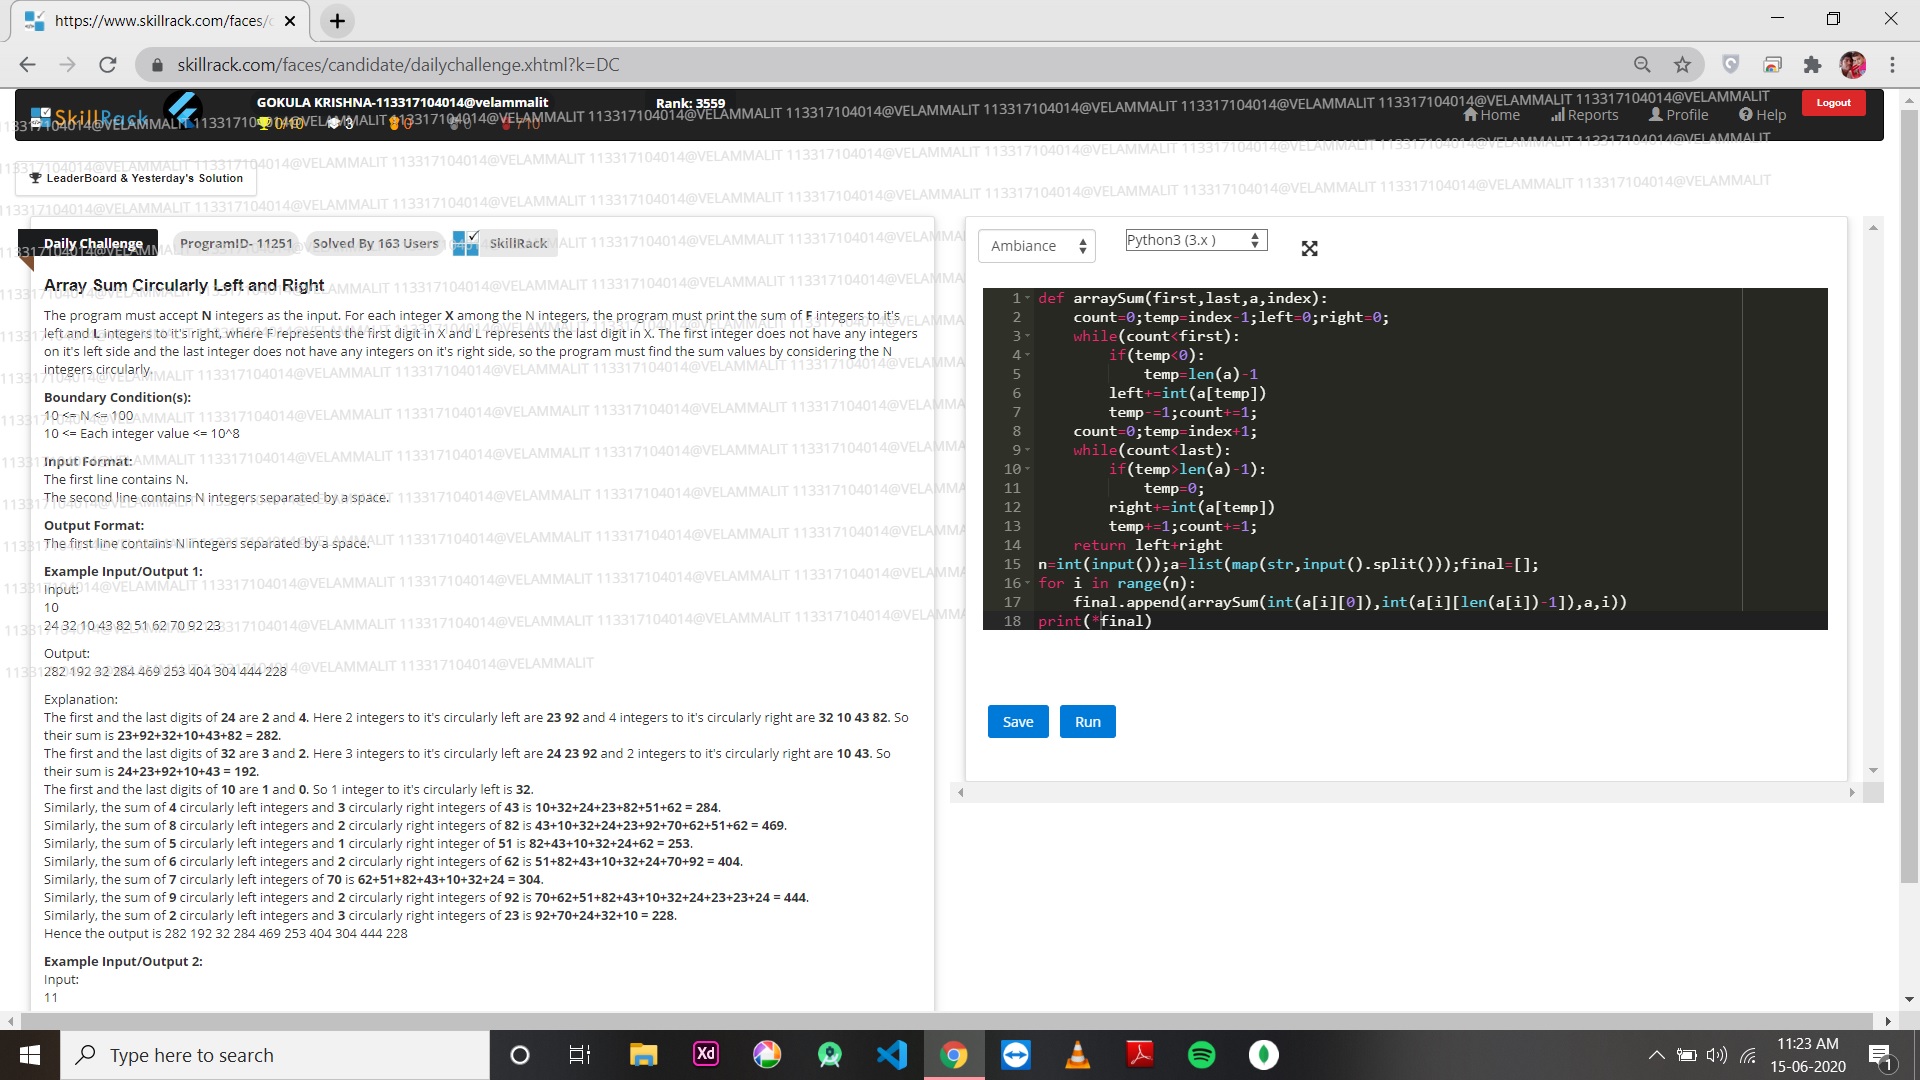 https://www.skillrack.com/faces/
skillrack.com/faces/candidate/dailychallenge.xhtml?k=DC
SkillRack
GOKULA KRISHNA-113317104014@velammalit
Rank: 3559
Home Reports Profile Help
Logout
LeaderBoard & Yesterday's Solution
Daily Challenge ProgramID- 11251 Solved By 163 Users SkillRack
Array Sum Circularly Left and Right
The program must accept N integers as the input. For each integer X among the N integers, the program must print the sum of F integers to it's
left and L integers to it's right, where F represents the first digit in X and L represents the last digit in X. The first integer does not have any integers
on it's left side and the last integer does not have any integers on it's right side, so the program must find the sum values by considering the N
integers circularly.
Boundary Condition(s):
10 <= N <= 100
10 <= Each integer value <= 10^8
Input Format:
The first line contains N.
The second line contains N integers separated by a space.
Output Format:
The first line contains N integers separated by a space.
Example Input/Output 1:
Input:
10
24 32 10 43 82 51 62 70 92 23
Output:
282 192 32 284 469 253 404 304 444 228
Explanation:
The first and the last digits of 24 are 2 and 4. Here 2 integers to it's circularly left are 23 92 and 4 integers to it's circularly right are 32 10 43 82. So
their sum is 23+92+32+10+43+82 = 282.
The first and the last digits of 32 are 3 and 2. Here 3 integers to it's circularly left are 24 23 92 and 2 integers to it's circularly right are 10 43. So
their sum is 24+23+92+10+43 = 192.
The first and the last digits of 10 are 1 and 0. So 1 integer to it's circularly left is 32.
Similarly, the sum of 4 circularly left integers and 3 circularly right integers of 43 is 10+32+24+23+82+51+62 = 284.
Similarly, the sum of 8 circularly left integers and 2 circularly right integers of 82 is 43+10+32+24+23+92+70+62+51+62 = 469.
Similarly, the sum of 5 circularly left integers and 1 circularly right integer of 51 is 82+43+10+32+24+62 = 253.
Similarly, the sum of 6 circularly left integers and 2 circularly right integers of 62 is 51+82+43+10+32+24+70+92 = 404.
Similarly, the sum of 7 circularly left integers of 70 is 62+51+82+43+10+32+24 = 304.
Similarly, the sum of 9 circularly left integers and 2 circularly right integers of 92 is 70+62+51+82+43+10+32+24+23+23+24 = 444.
Similarly, the sum of 2 circularly left integers and 3 circularly right integers of 23 is 92+70+24+32+10 = 228.
Hence the output is 282 192 32 284 469 253 404 304 444 228
Example Input/Output 2:
Input:
11
Ambiance
Python3 (3.x )
1 def arraySum(first,last,a,index):
2 count=0;temp=index-1;left=0;right=0;
3 while(count<first):
4 if(temp<0):
5 temp=len(a)-1
6 left+=int(a[temp])
7 temp-=1;count+=1;
8 count=0;temp=index+1;
9 while(count<last):
10 if(temp>len(a)-1):
11 temp=0;
12 right+=int(a[temp])
13 temp+=1;count+=1;
14 return left+right
15 n=int(input());a=list(map(str,input().split()));final=[];
16 for i in range(n):
17 final.append(arraySum(int(a[i][0]),int(a[i][len(a[i])-1]),a,i))
18 print(*final)
Save
Run
Type here to search
Xd
11:23 AM
15-06-2020
1